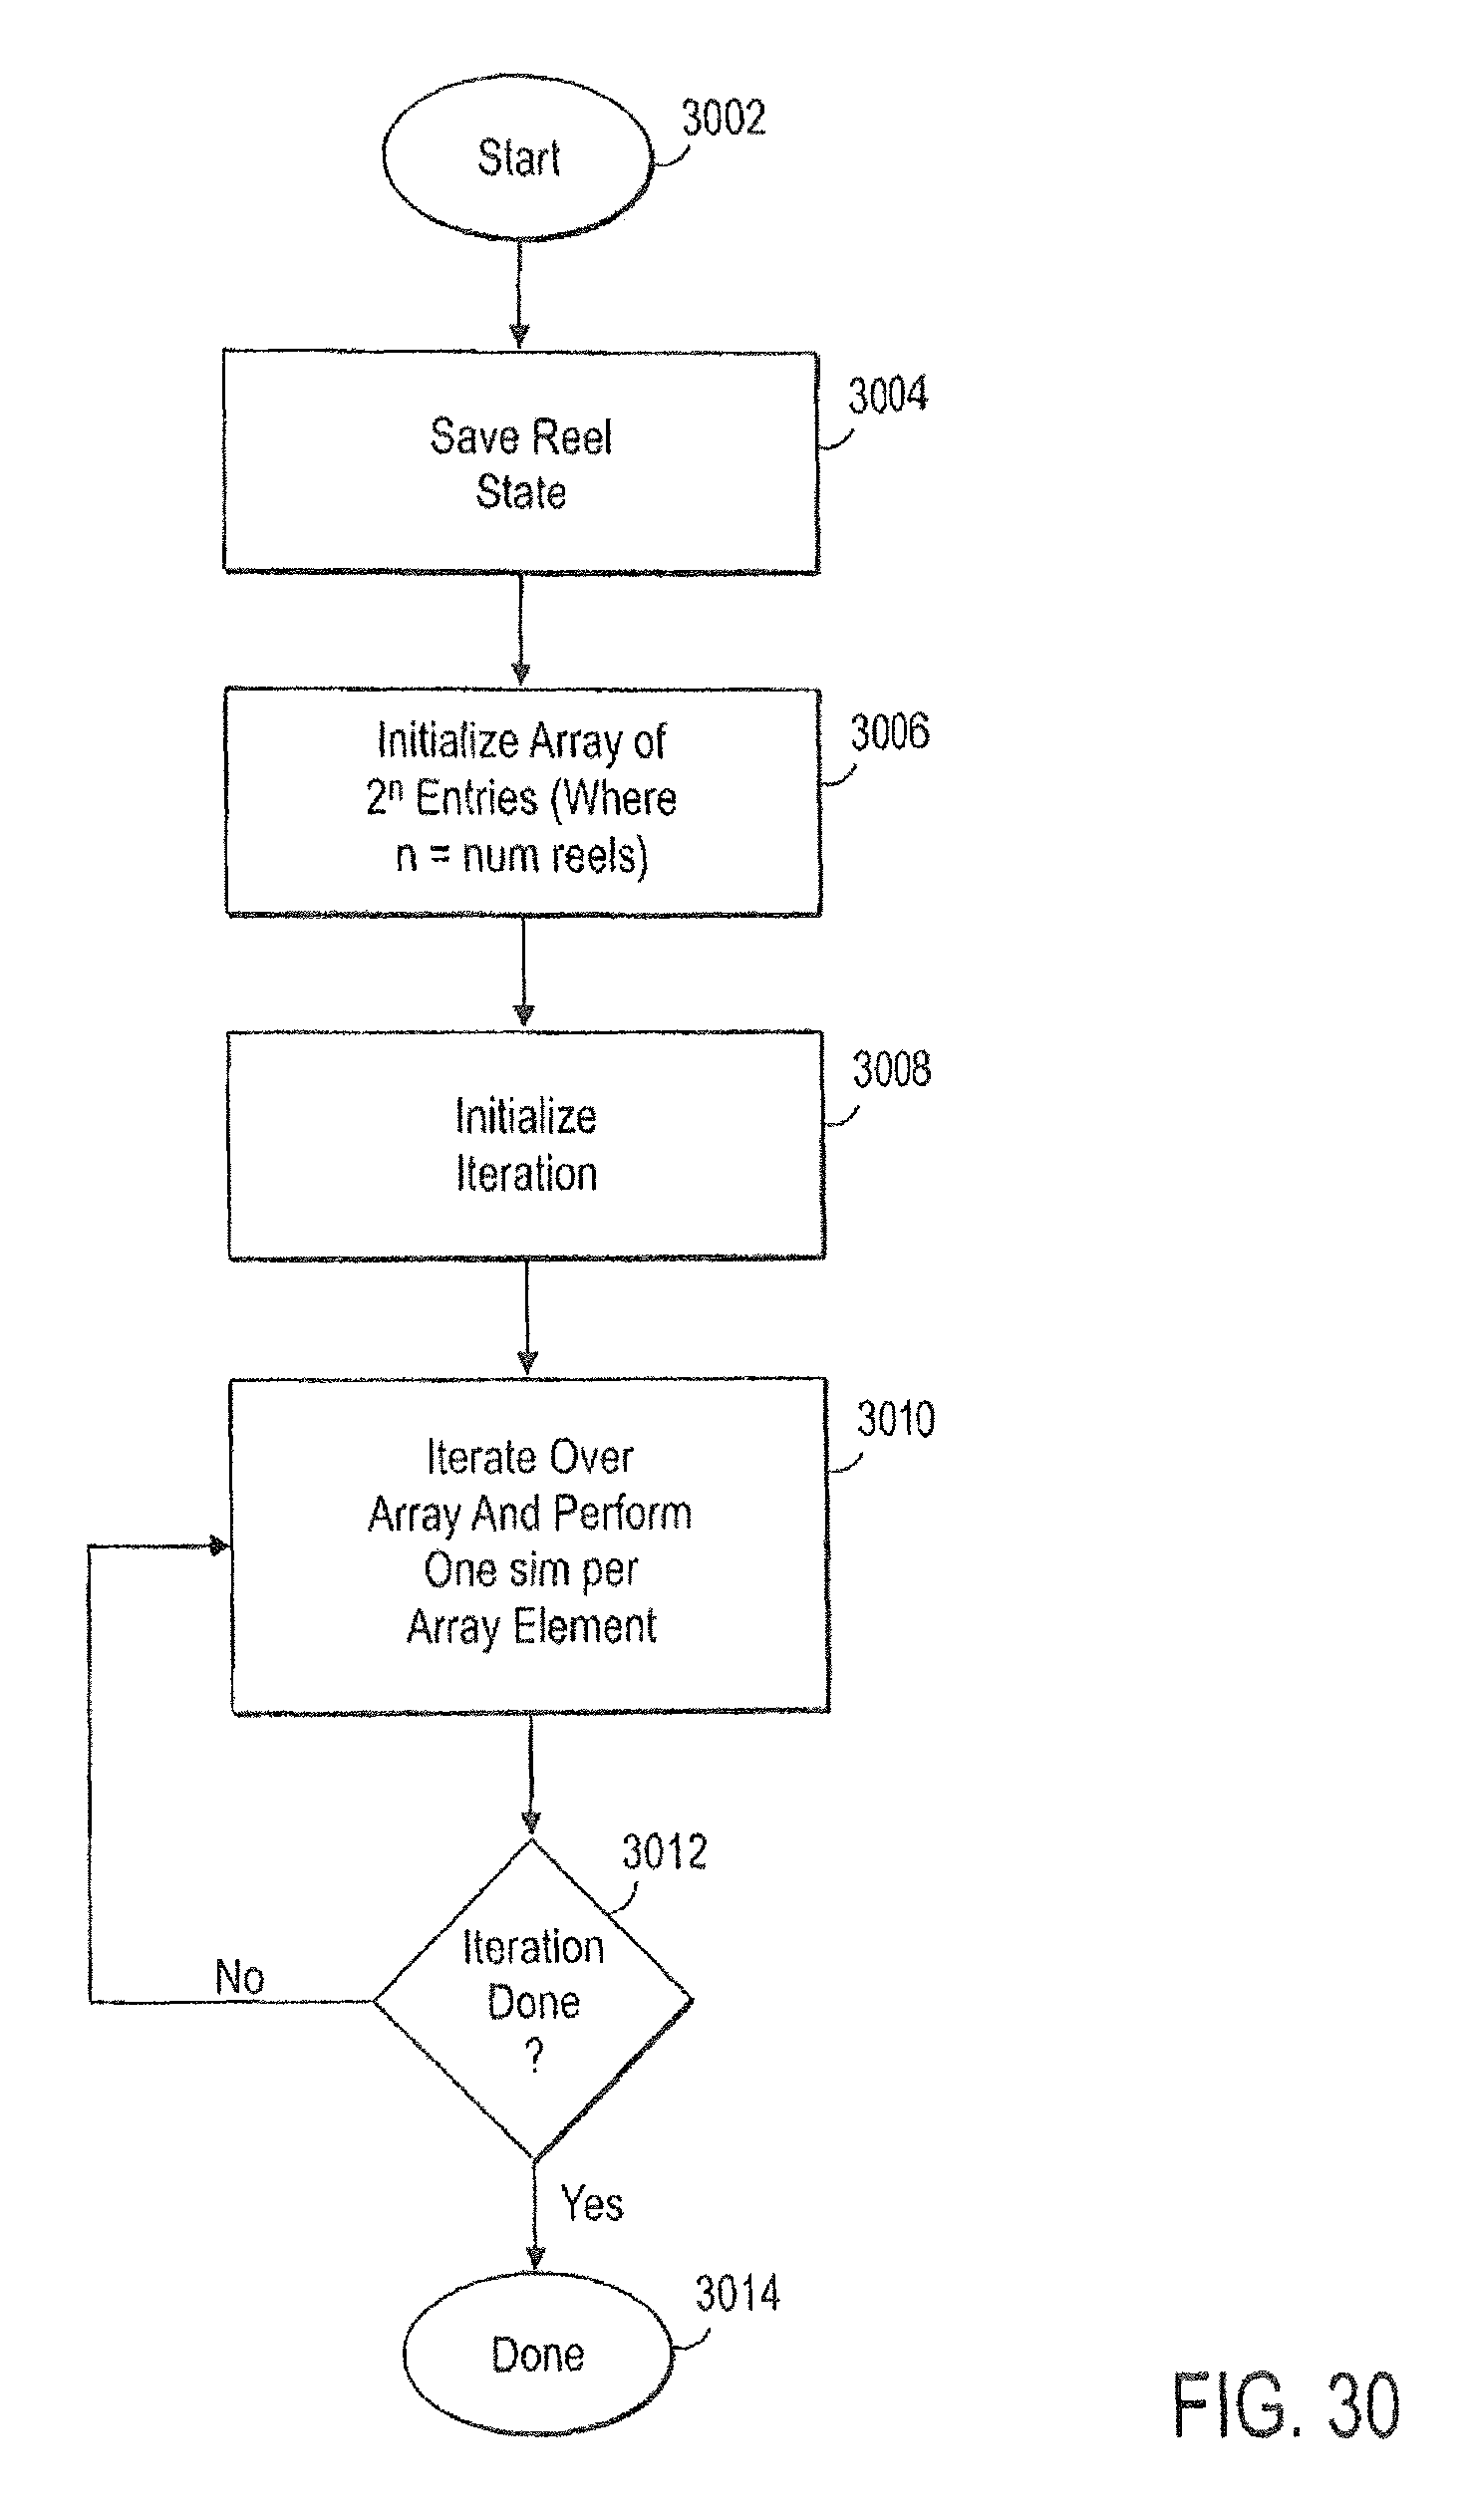 3002
Start
3004
Save Reel
State
3006
Initialize Array of
2ⁿ Entries (Where
n = num reels)
3008
Initialize
Iteration
3010
Iterate Over
Array And Perform
One sim per
Array Element
3012
Iteration
Done
?
No
Yes
3014
Done
FIG. 30